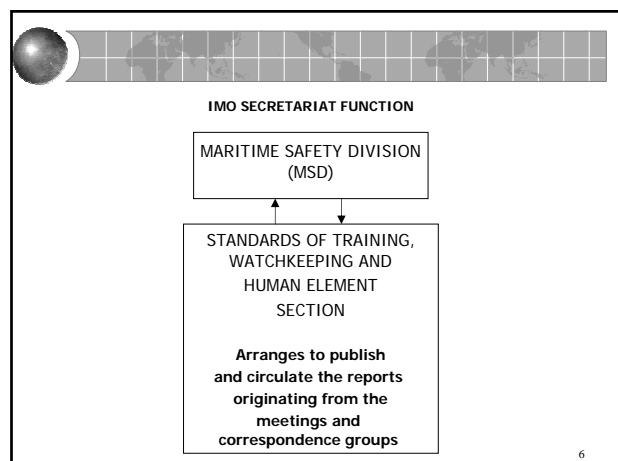 IMO SECRETARIAT FUNCTION
MARITIME SAFETY DIVISION
(MSD)
STANDARDS OF TRAINING,
WATCHKEEPING AND
HUMAN ELEMENT
SECTION
Arranges to publish
and circulate the reports
originating from the
meetings and
correspondence groups
6